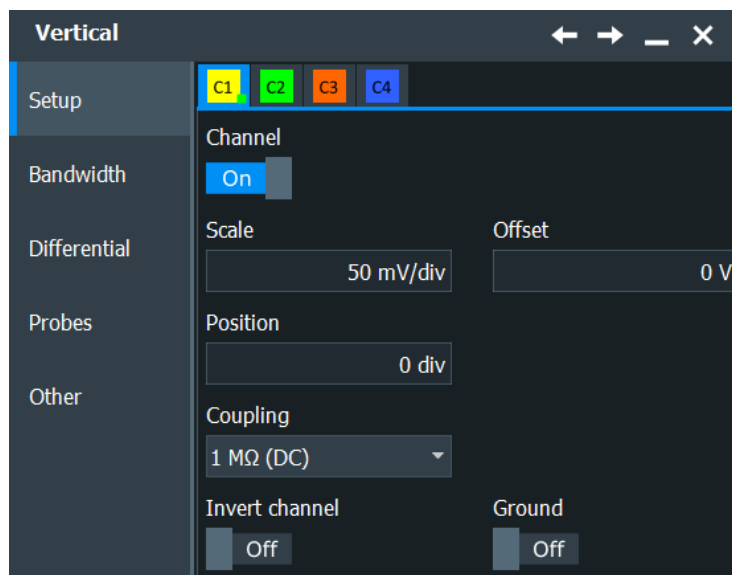 Vertical
Setup
Bandwidth
Differential
Probes
Other
C1 C2 C3 C4
Channel
On
Scale Offset
50 mV/div 0 V
Position
0 div
Coupling
1 MΩ (DC)
Invert channel Ground
Off Off